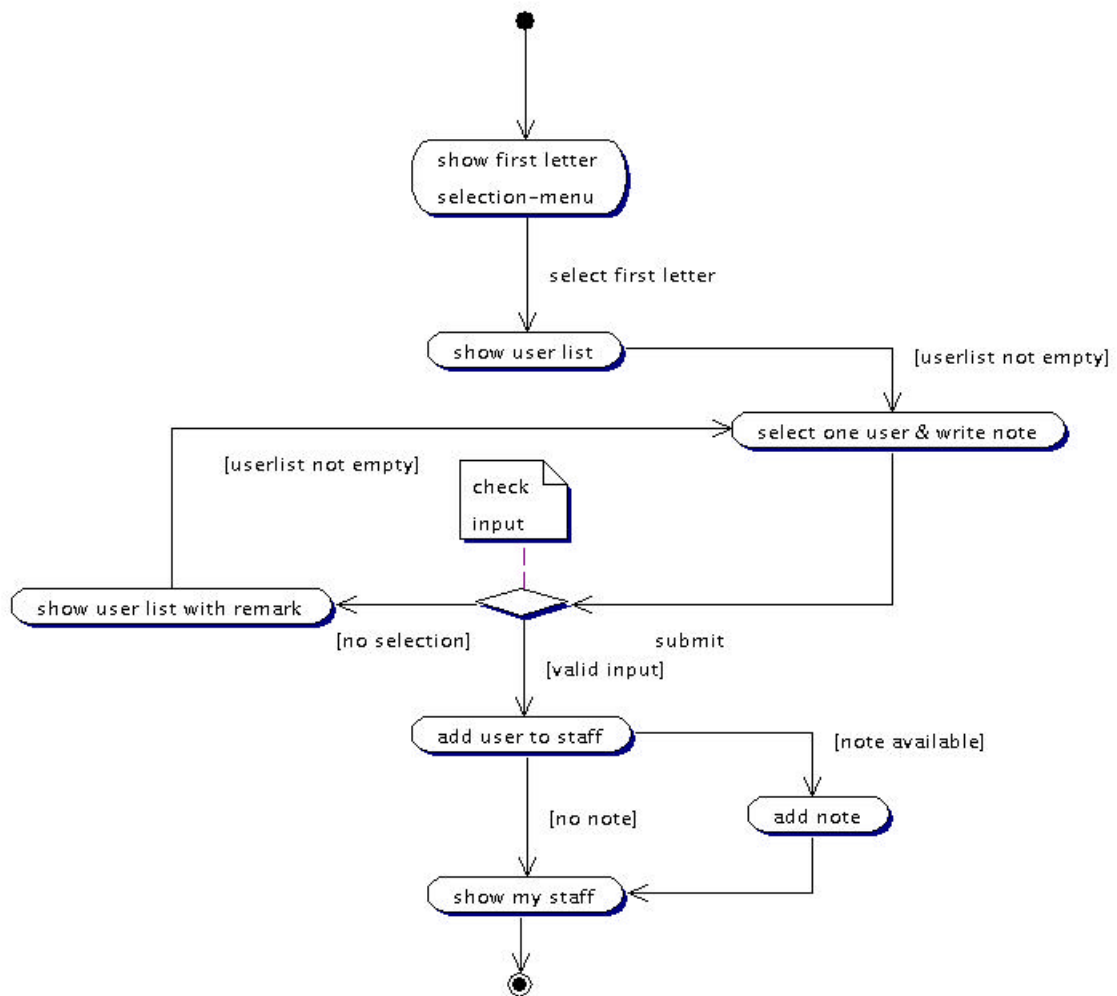 show first letter
selection-menu
select first letter
show user list
[userlist not empty]
select one user & write note
[userlist not empty]
check
input
show user list with remark
[no selection]
submit
[valid input]
add user to staff
[note available]
[no note]
add note
show my staff